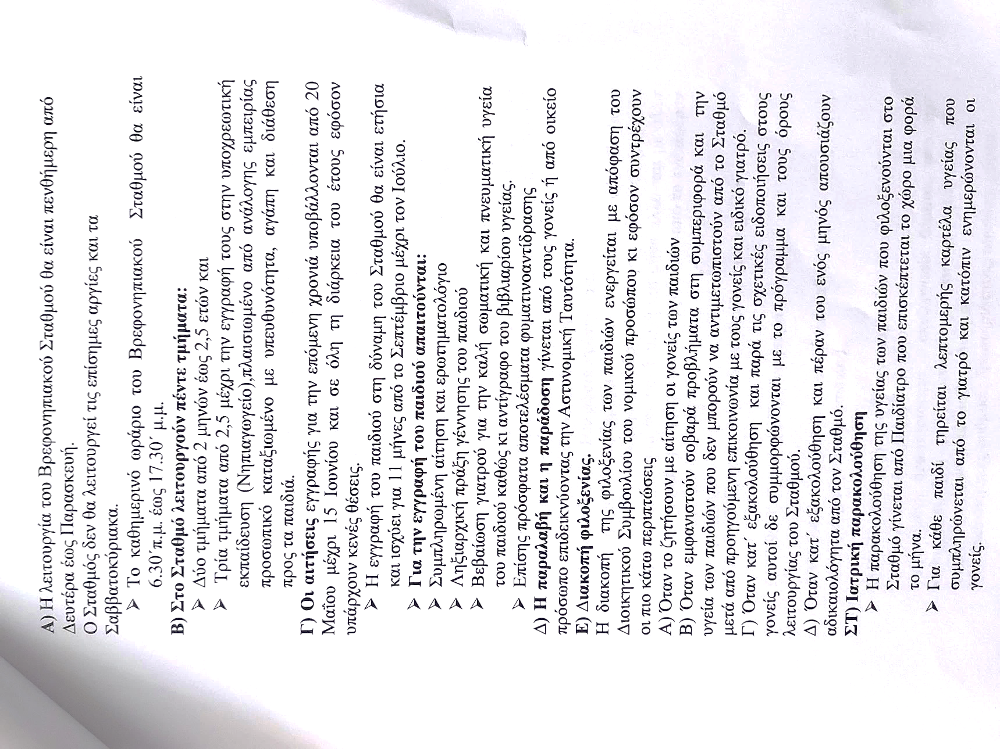 Α) Η λειτουργία του Βρεφονηπιακού Σταθμού θα είναι πενθήμερη από
Δευτέρα έως Παρασκευή.
Ο Σταθμός δεν θα λειτουργεί τις επίσημες αργίες και τα
Σαββατοκύριακα.
➢ Το καθημερινό ωράριο του Βρεφονηπιακού Σταθμού θα είναι
6.30΄π.μ. έως 17.30΄ μ.μ.
Β) Στο Σταθμό λειτουργούν πέντε τμήματα:
➢ Δύο τμήματα από 2 μηνών έως 2,5 ετών και
➢ Τρία τμήματα από 2,5 μέχρι την εγγραφή τους στην υποχρεωτική
εκπαίδευση (Νηπιαγωγείο),πλαισιωμένο από ανάλογης εμπειρίας
προσωπικό καταξιωμένο με υπευθυνότητα, αγάπη και διάθεση
προς τα παιδιά.
Γ) Οι αιτήσεις εγγραφής για την επόμενη χρονιά υποβάλλονται από 20
Μαΐου μέχρι 15 Ιουνίου και σε όλη τη διάρκεια του έτους εφόσον
υπάρχουν κενές θέσεις.
➢ Η εγγραφή του παιδιού στη δύναμη του Σταθμού θα είναι ετήσια
και ισχύει για 11 μήνες από το Σεπτέμβριο μέχρι τον Ιούλιο.
➢ Για την εγγραφή του παιδιού απαιτούνται:
➢ Συμπληρωμένη αίτηση και ερωτηματολόγιο
➢ Ληξιαρχική πράξη γέννησης του παιδιού
➢ Βεβαίωση γιατρού για την καλή σωματική και πνευματική υγεία
του παιδιού καθώς κι αντίγραφο του βιβλιαρίου υγείας.
➢ Επίσης πρόσφατα αποτελέσματα φυματινοαντίδρασης
Δ) Η παραλαβή και η παράδοση γίνεται από τους γονείς ή από οικείο
πρόσωπο επιδεικνύοντας την Αστυνομική Ταυτότητα.
Ε) Διακοπή φιλοξενίας.
Η διακοπή της φιλοξενίας των παιδιών ενεργείται με απόφαση του
Διοικητικού Συμβουλίου του νομικού προσώπου κι εφόσον συντρέχουν
οι πιο κάτω περιπτώσεις
Α) Όταν το ζητήσουν με αίτηση οι γονείς των παιδιών
Β) Όταν εμφανιστούν σοβαρά προβλήματα στη συμπεριφορά και την
υγεία των παιδιών που δεν μπορούν να αντιμετωπιστούν από το Σταθμό
μετά από προηγούμενη επικοινωνία με τους γονείς και ειδικό γιατρό.
Γ) Όταν κατ΄ εξακολούθηση και παρά τις σχετικές ειδοποιήσεις στους
γονείς αυτοί δε συμμορφώνονται με το πρόγραμμα και τους όρους
λειτουργίας του Σταθμού.
Δ) Όταν κατ΄ εξακολούθηση και πέραν του ενός μηνός απουσιάζουν
αδικαιολόγητα από τον Σταθμό.
ΣΤ) Ιατρική παρακολούθηση
➢ Η παρακολούθηση της υγείας των παιδιών που φιλοξενούνται στο
Σταθμό γίνεται από Παιδίατρο που επισκέπτεται το χώρο μια φορά
το μήνα.
➢ Για κάθε παιδί τηρείται λεπτομερής καρτέλα υγείας που
συμπληρώνεται από το γιατρό και κατόπιν ενημερώνονται οι
γονείς.